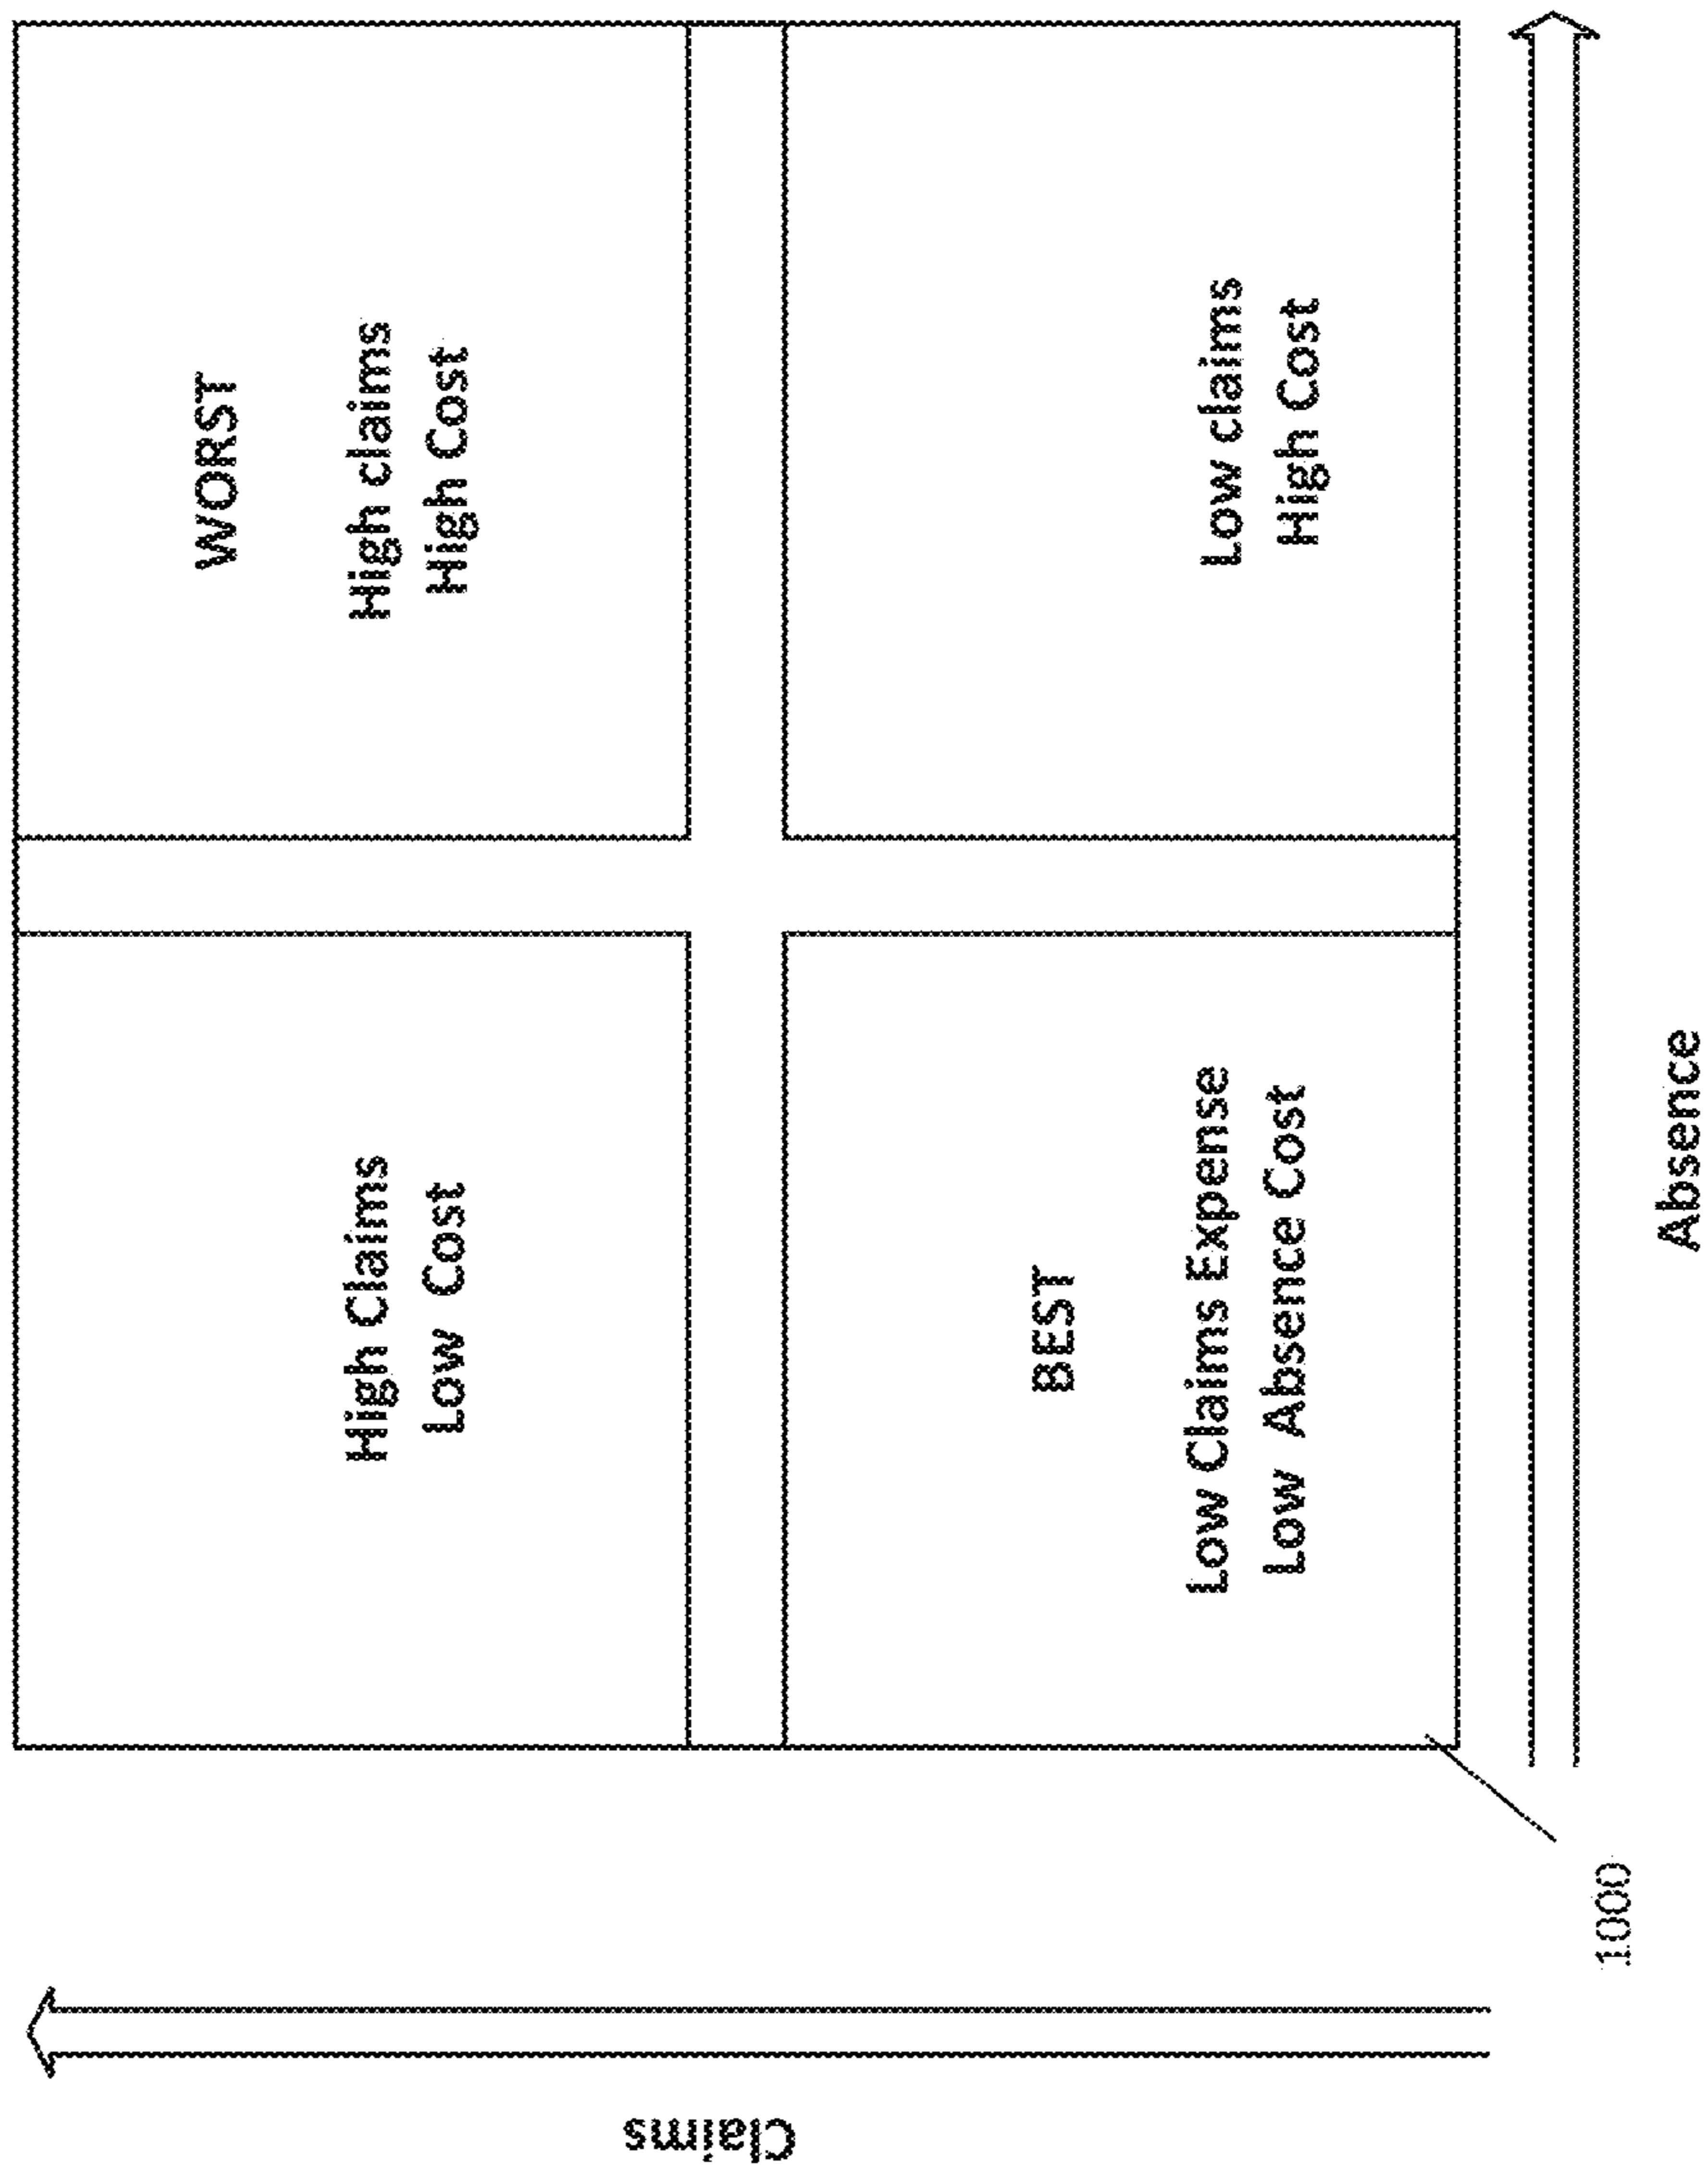 Claims
High Claims
Low Cost
WORST
High claims
High Cost
BEST
Low Claims Expense
Low Absence Cost
Low claims
High Cost
1000
Absence